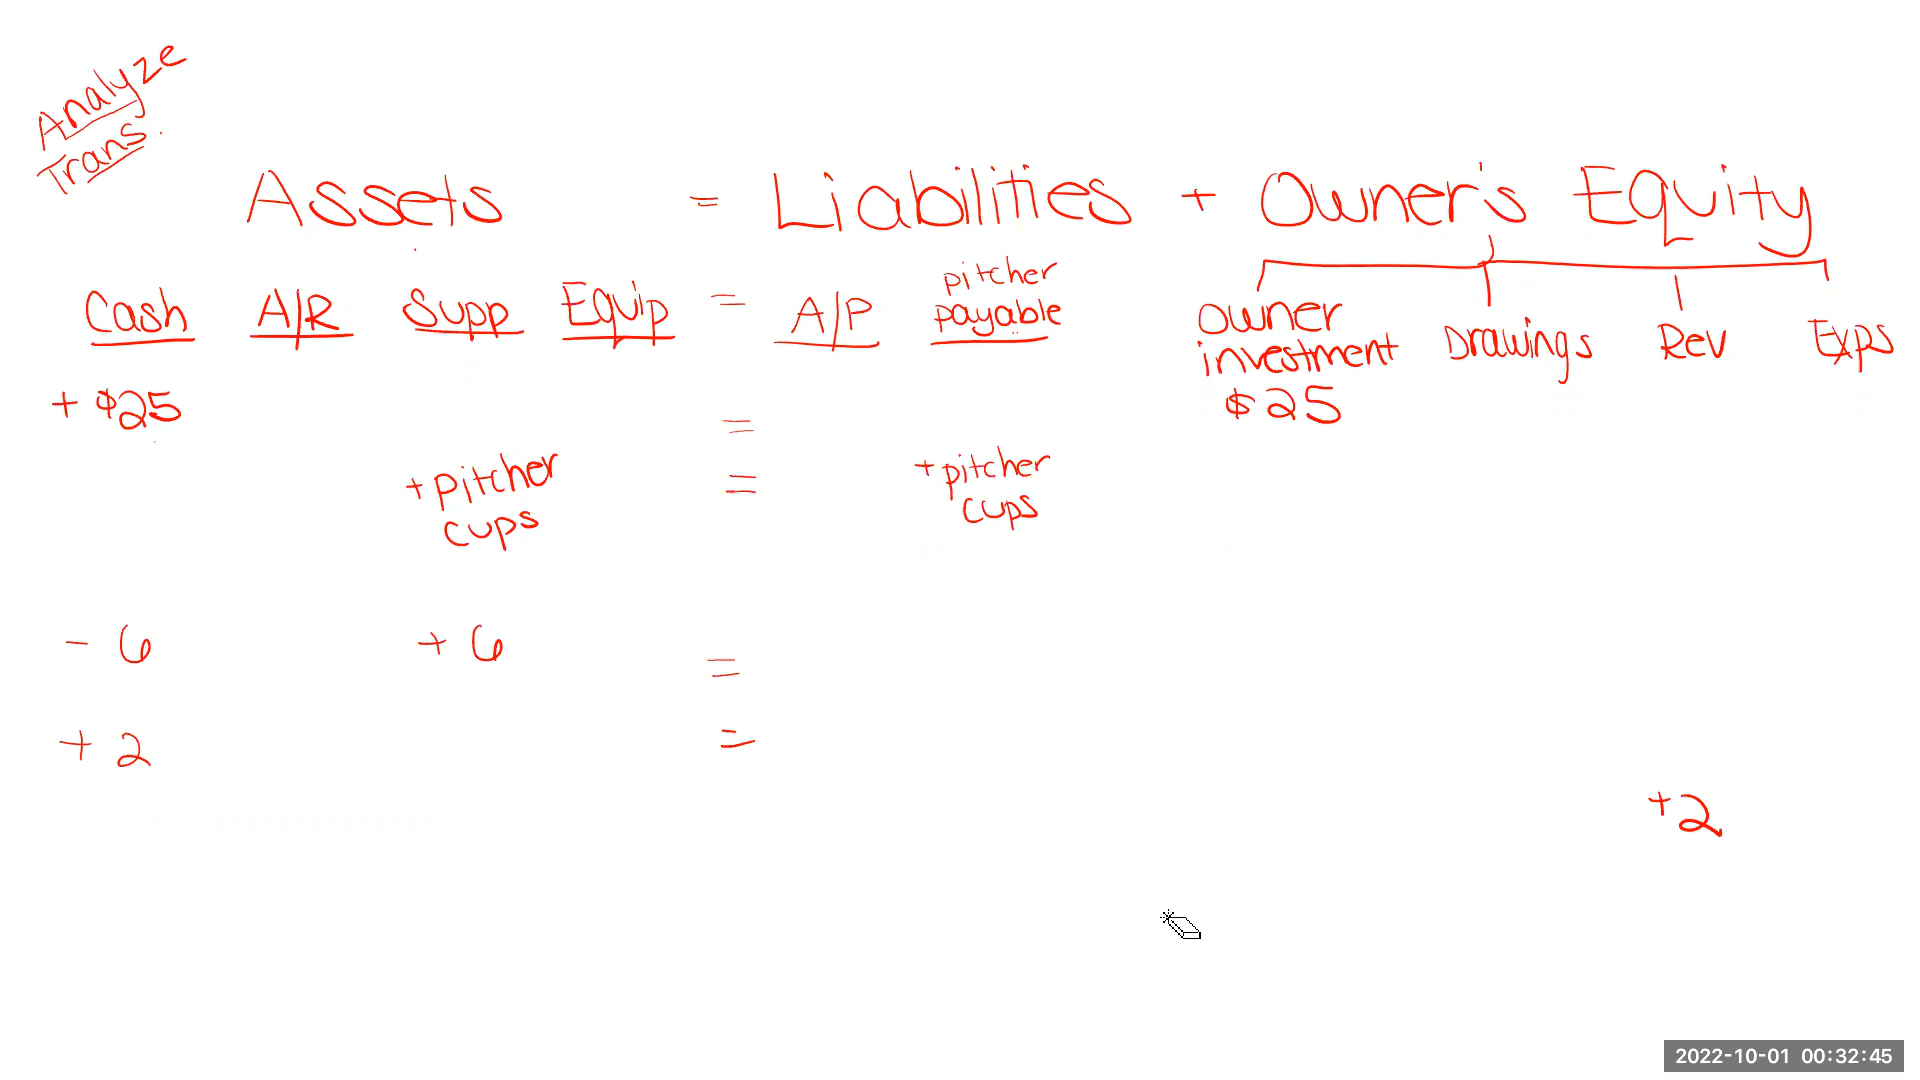 Analyze
Trans.
Assets = Liabilities + Owner's Equity
Cash A/R Supp Equip = A/P pitcher payable
owner investment Drawings Rev Exps
+ $25 = $25
+ pitcher cups = + pitcher cups
- 6 + 6 =
+ 2 =
+2
2022-10-01 00:32:45